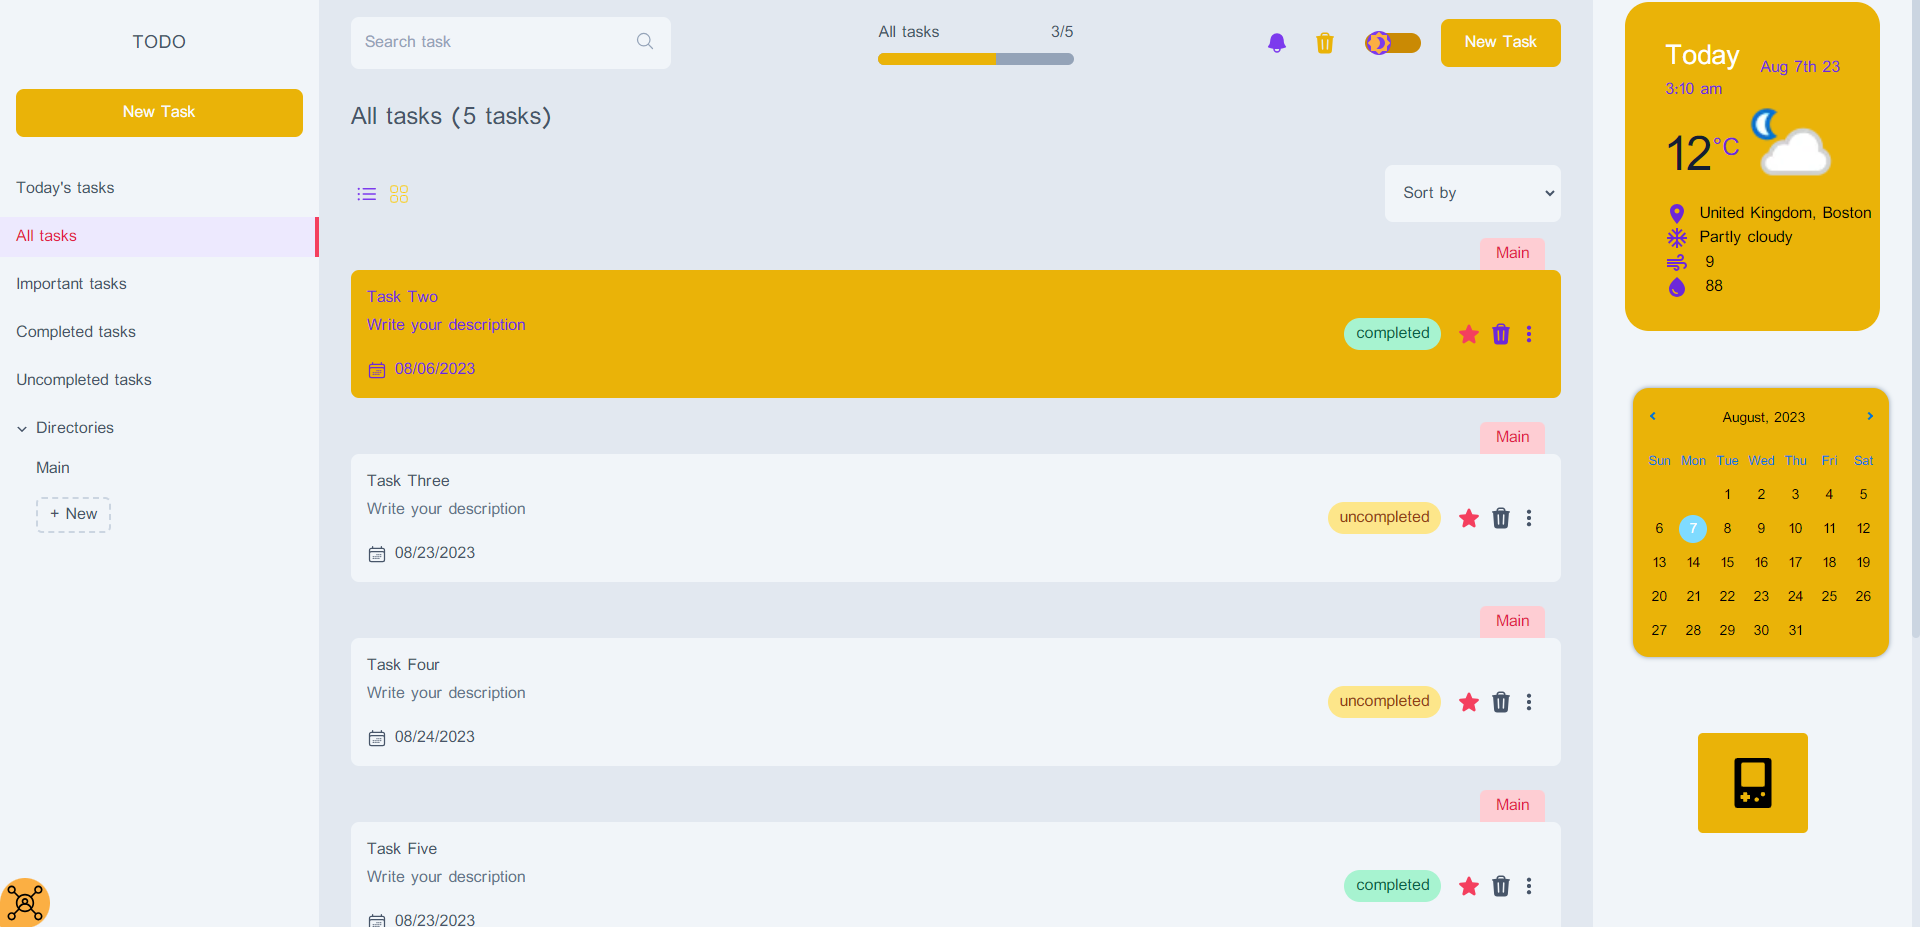 TODO
New Task
Today's tasks
All tasks
Important tasks
Completed tasks
Uncompleted tasks
Directories
Main
+ New
Search task
All tasks 3/5
New Task
All tasks (5 tasks)
Sort by
Main
Task Two
Write your description
completed
08/06/2023
Main
Task Three
Write your description
uncompleted
08/23/2023
Main
Task Four
Write your description
uncompleted
08/24/2023
Main
Task Five
Write your description
completed
08/23/2023
Today Aug 7th 23
3:10 am
12°C
United Kingdom, Boston
Partly cloudy
9
88
August, 2023
Sun Mon Tue Wed Thu Fri Sat
1 2 3 4 5
6 7 8 9 10 11 12
13 14 15 16 17 18 19
20 21 22 23 24 25 26
27 28 29 30 31